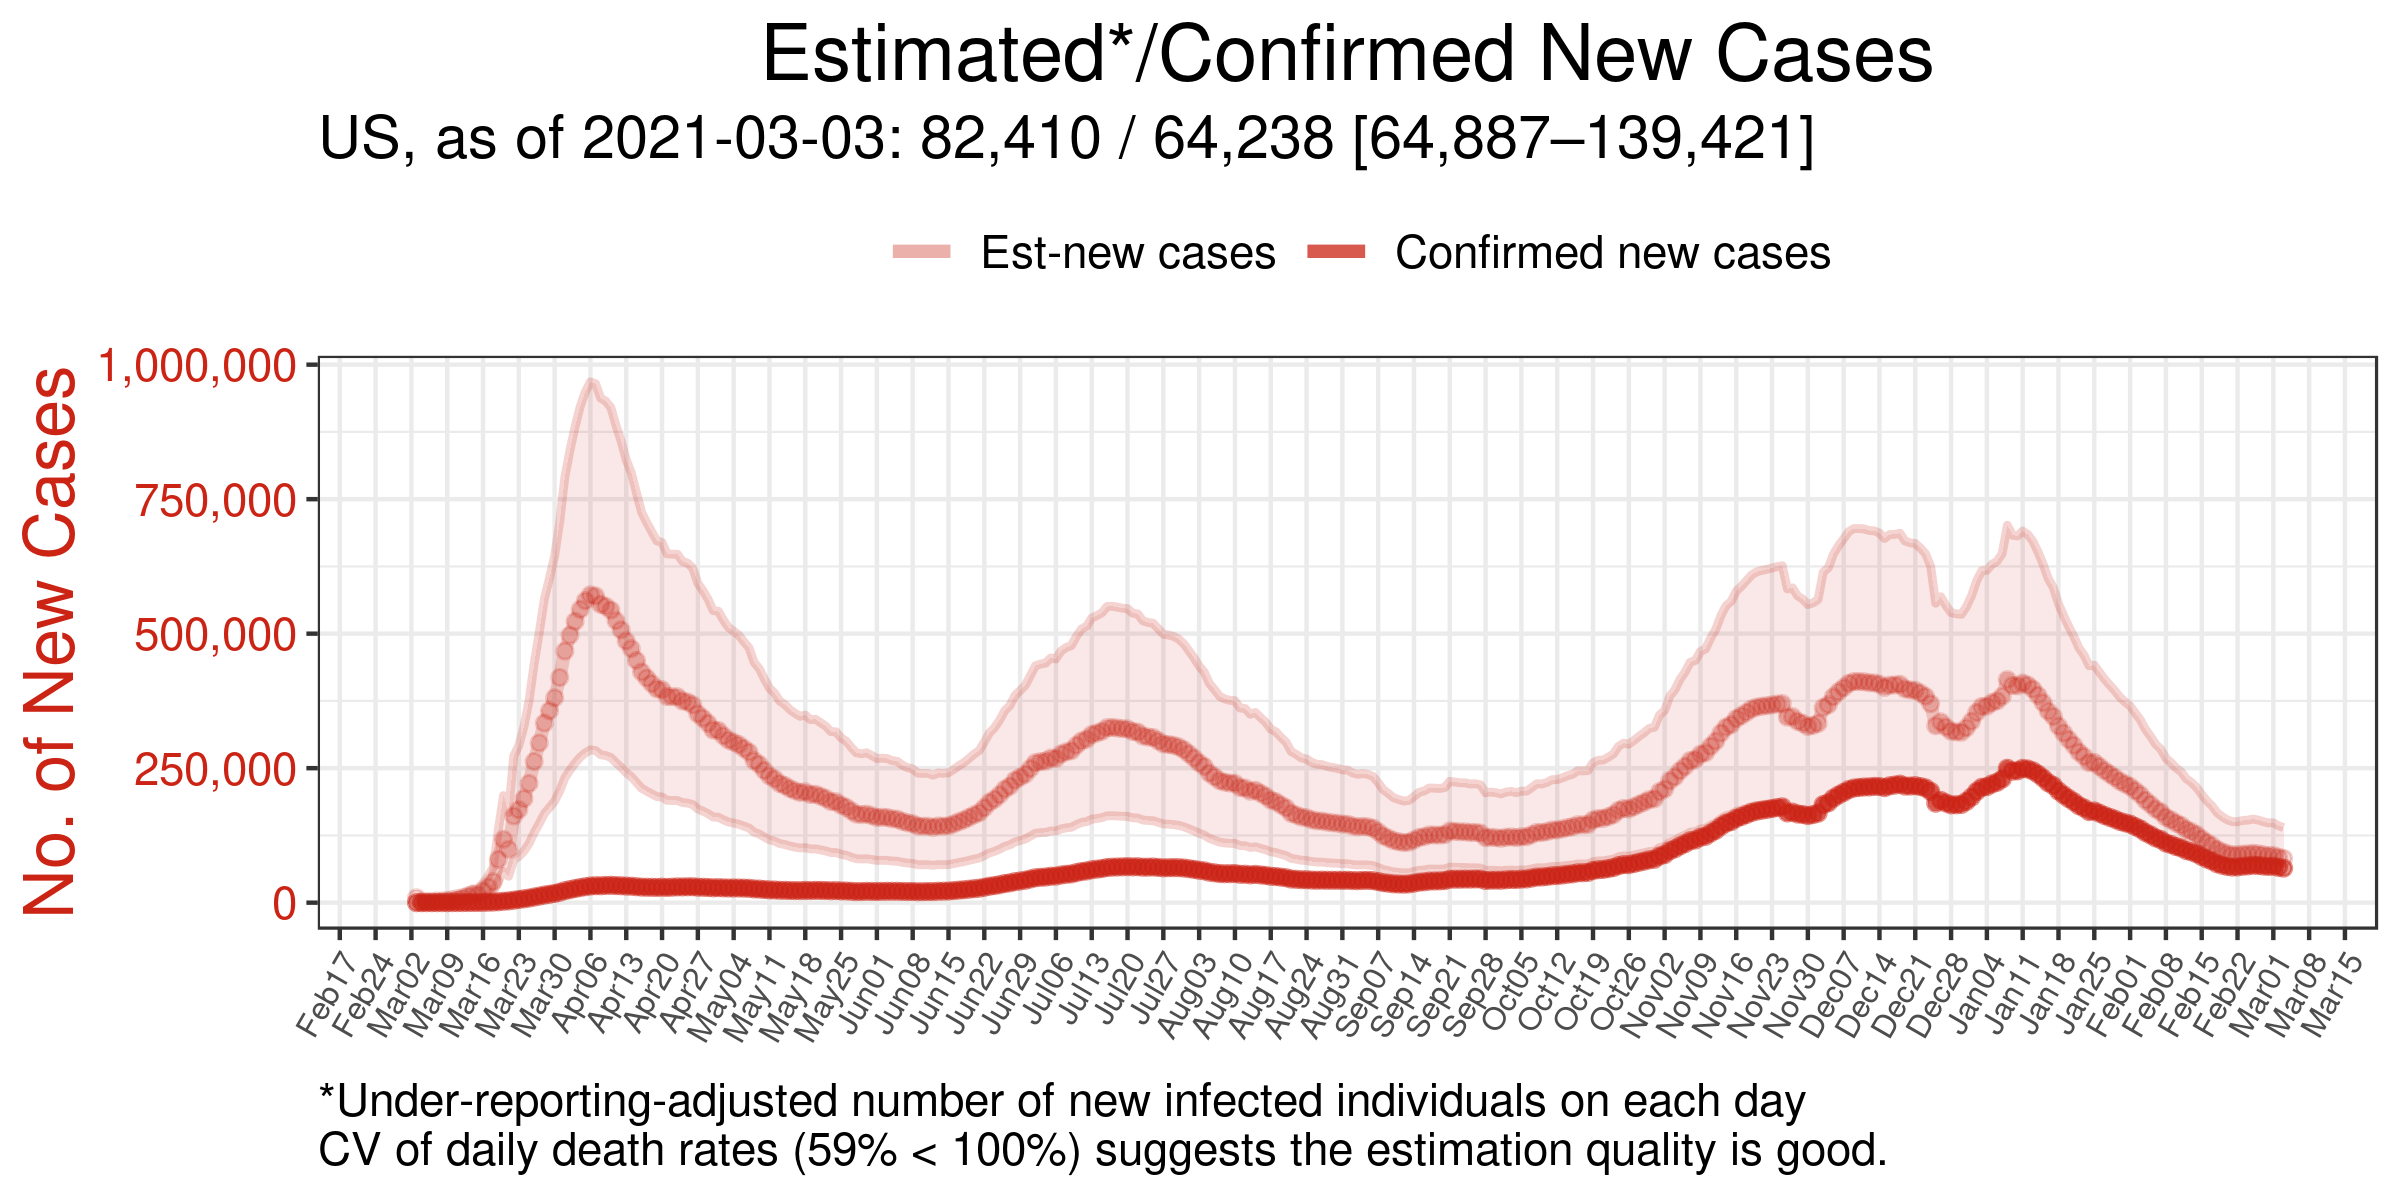 Estimated*/Confirmed New Cases
US, as of 2021-03-03: 82,410 / 64,238 [64,887–139,421]
Est-new cases
Confirmed new cases
No. of New Cases
1,000,000
750,000
500,000
250,000
0
Feb17
Feb24
Mar02
Mar09
Mar16
Mar23
Mar30
Apr06
Apr13
Apr20
Apr27
May04
May11
May18
May25
Jun01
Jun08
Jun15
Jun22
Jun29
Jul06
Jul13
Jul20
Jul27
Aug03
Aug10
Aug17
Aug24
Aug31
Sep07
Sep14
Sep21
Sep28
Oct05
Oct12
Oct19
Oct26
Nov02
Nov09
Nov16
Nov23
Nov30
Dec07
Dec14
Dec21
Dec28
Jan04
Jan11
Jan18
Jan25
Feb01
Feb08
Feb15
Feb22
Mar01
Mar08
Mar15
*Under-reporting-adjusted number of new infected individuals on each day
CV of daily death rates (59% < 100%) suggests the estimation quality is good.